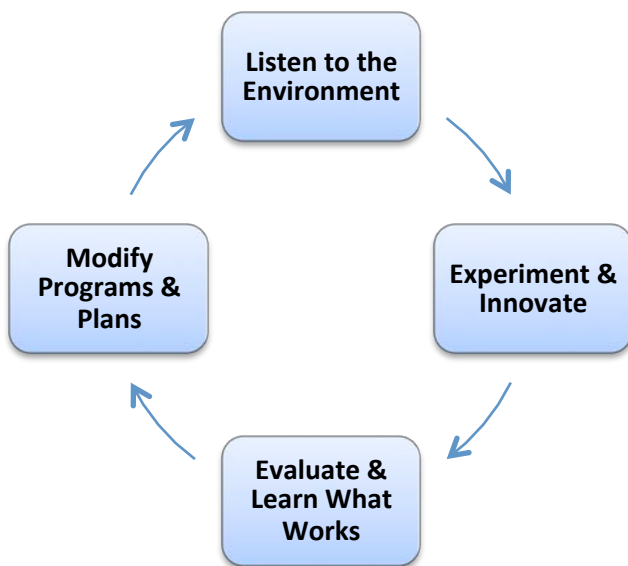 Listen to the
Environment
Experiment &
Innovate
Evaluate &
Learn What
Works
Modify
Programs &
Plans